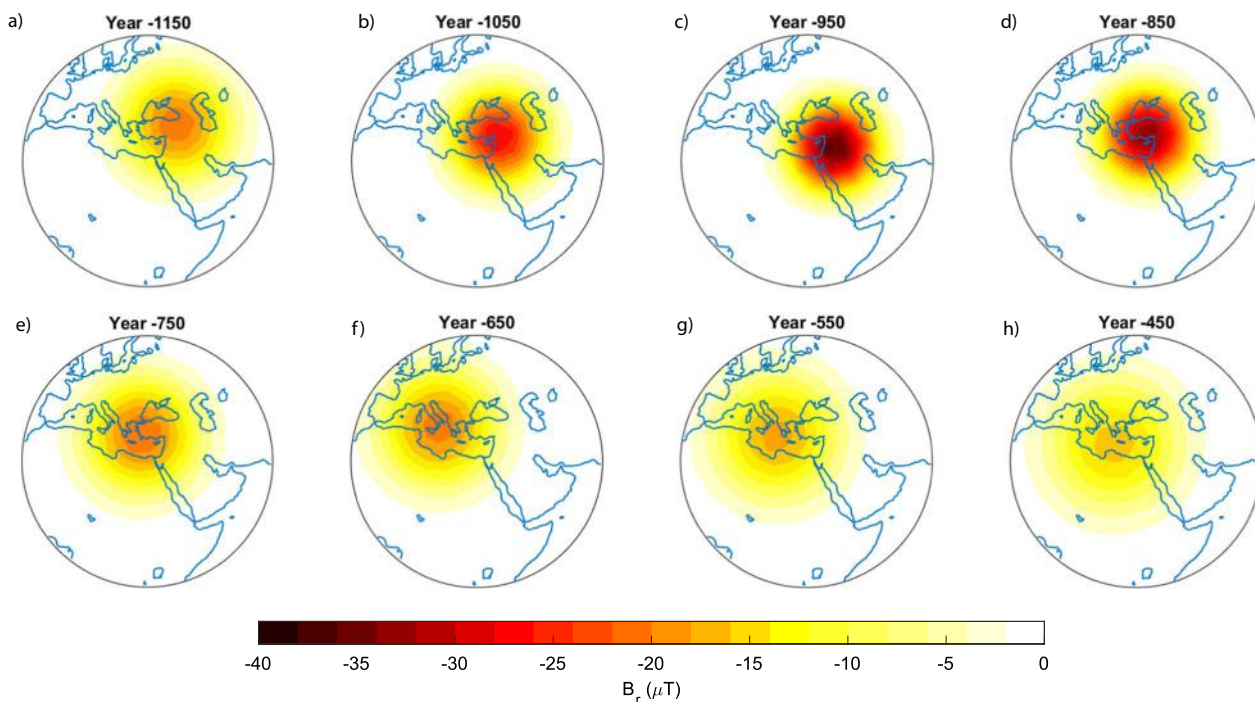 a) Year -1150
b) Year -1050
c) Year -950
d) Year -850
e) Year -750
f) Year -650
g) Year -550
h) Year -450
-40 -35 -30 -25 -20 -15 -10 -5 0
B_r (μT)